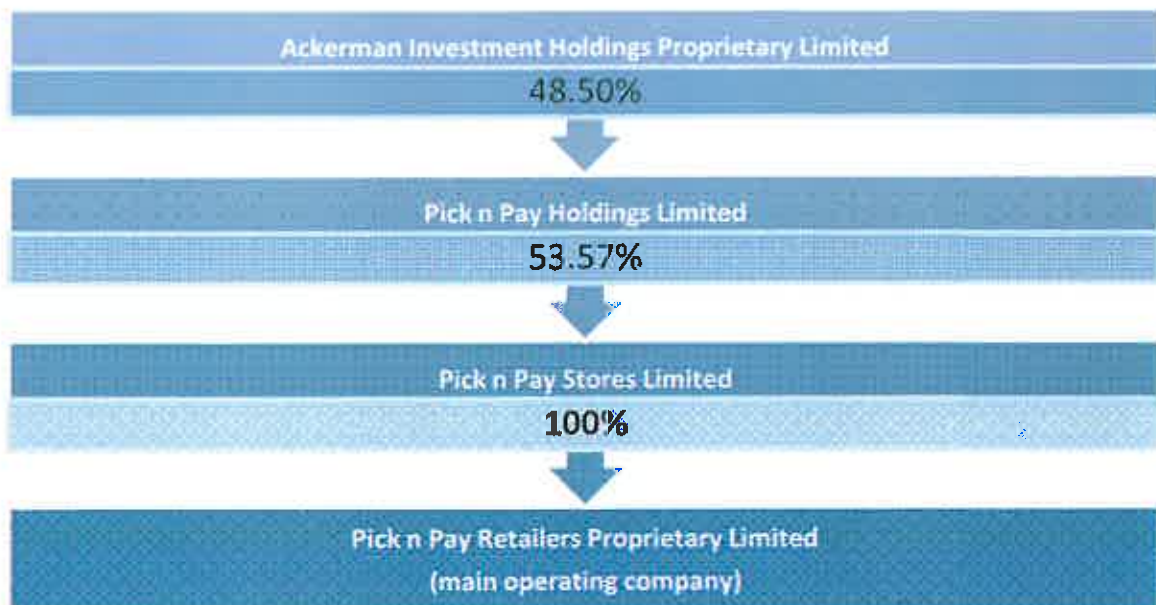 Ackerman Investment Holdings Proprietary Limited
48.50%
Pick n Pay Holdings Limited
53.57%
Pick n Pay Stores Limited
100%
Pick n Pay Retailers Proprietary Limited
(main operating company)